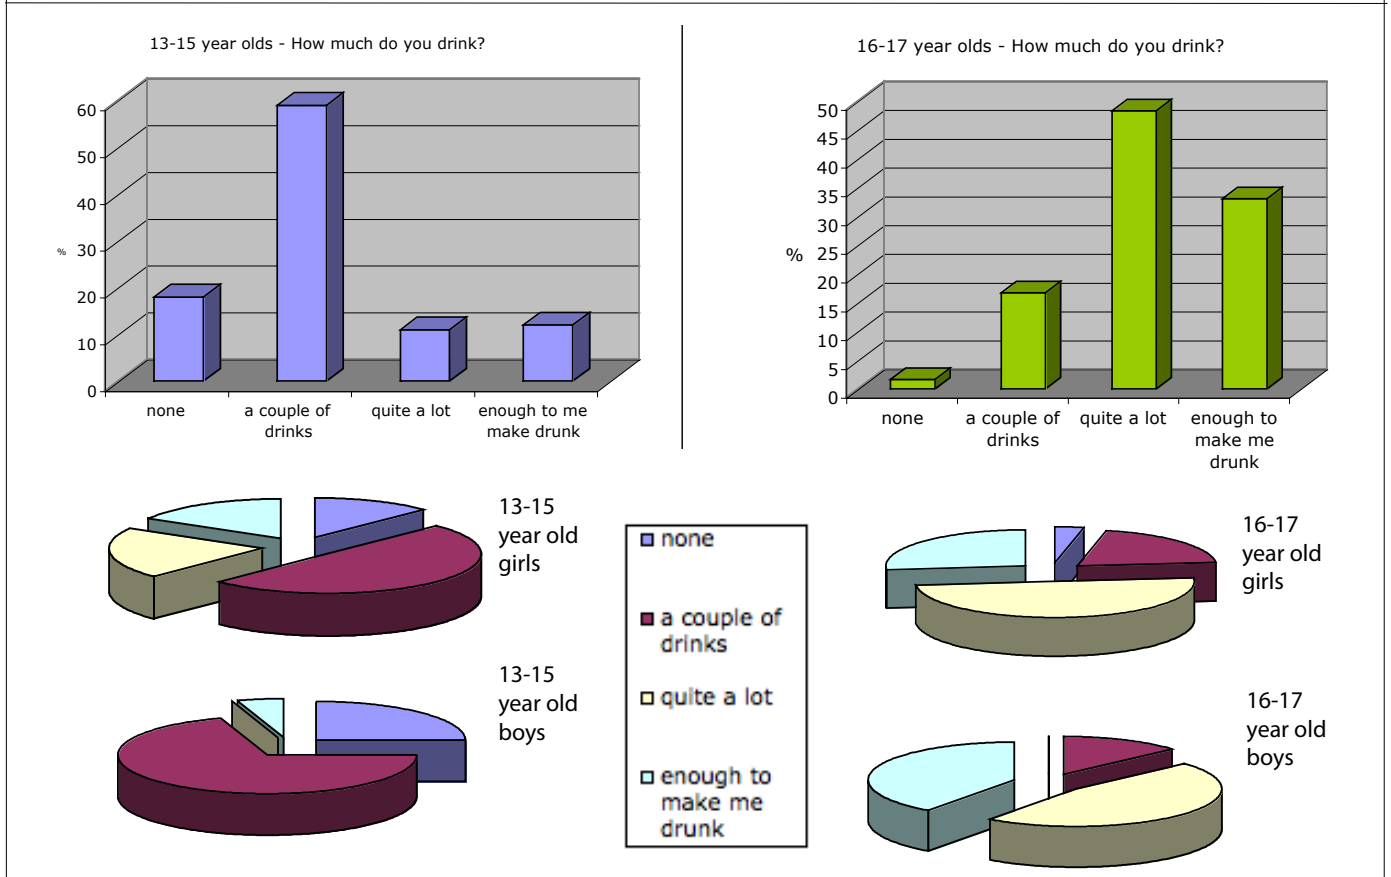 13-15 year olds - How much do you drink?
60
50
40
30
20
10
0
%
none
a couple of
drinks
quite a lot
enough to me
make drunk
16-17 year olds - How much do you drink?
50
45
40
35
30
25
20
15
10
5
0
%
none
a couple of
drinks
quite a lot
enough to
make me
drunk
13-15
year old
girls
13-15
year old
boys
none
a couple of
drinks
quite a lot
enough to
make me
drunk
16-17
year old
girls
16-17
year old
boys